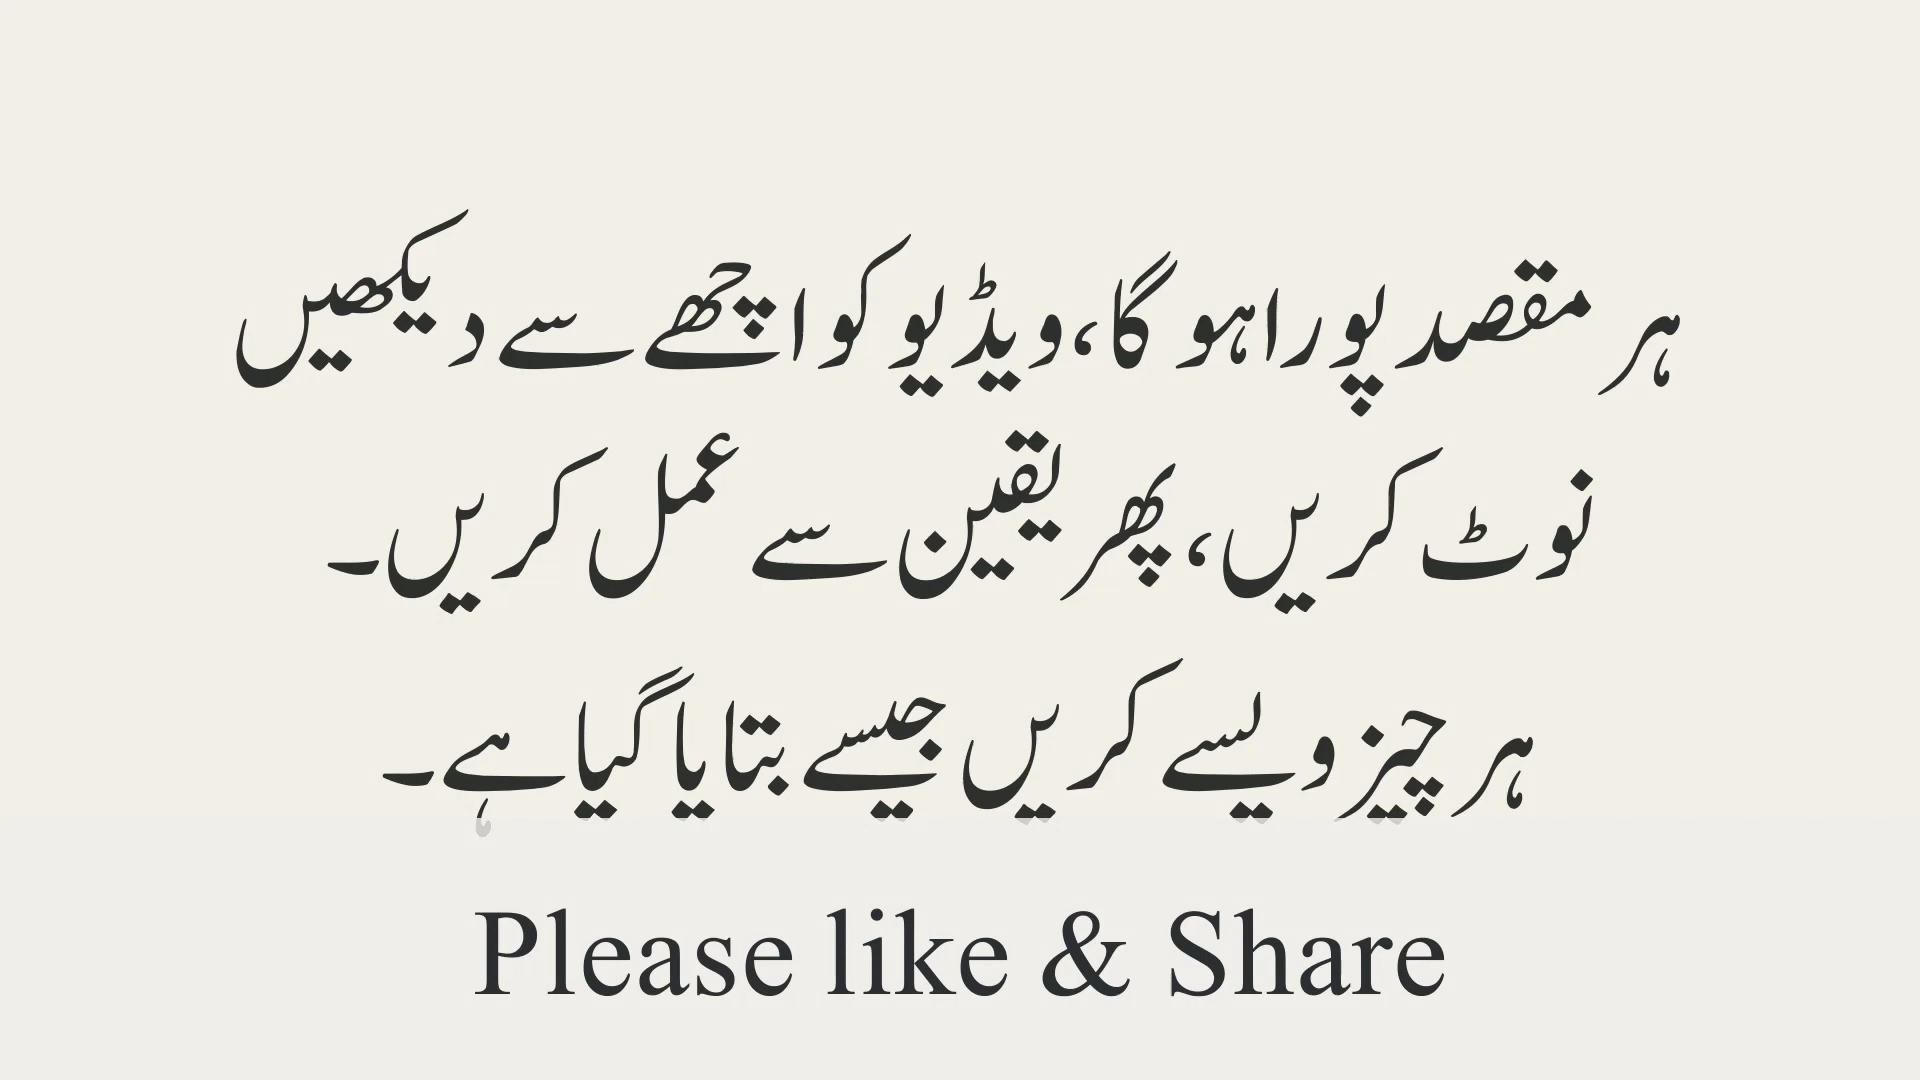 ہر مقصد پورا ہو گا، ویڈیو کو اچھے سے دیکھیں
نوٹ کریں، پھر یقین سے عمل کریں۔
ہر چیز ویسے کریں جیسے بتایا گیا ہے۔
Please like & Share